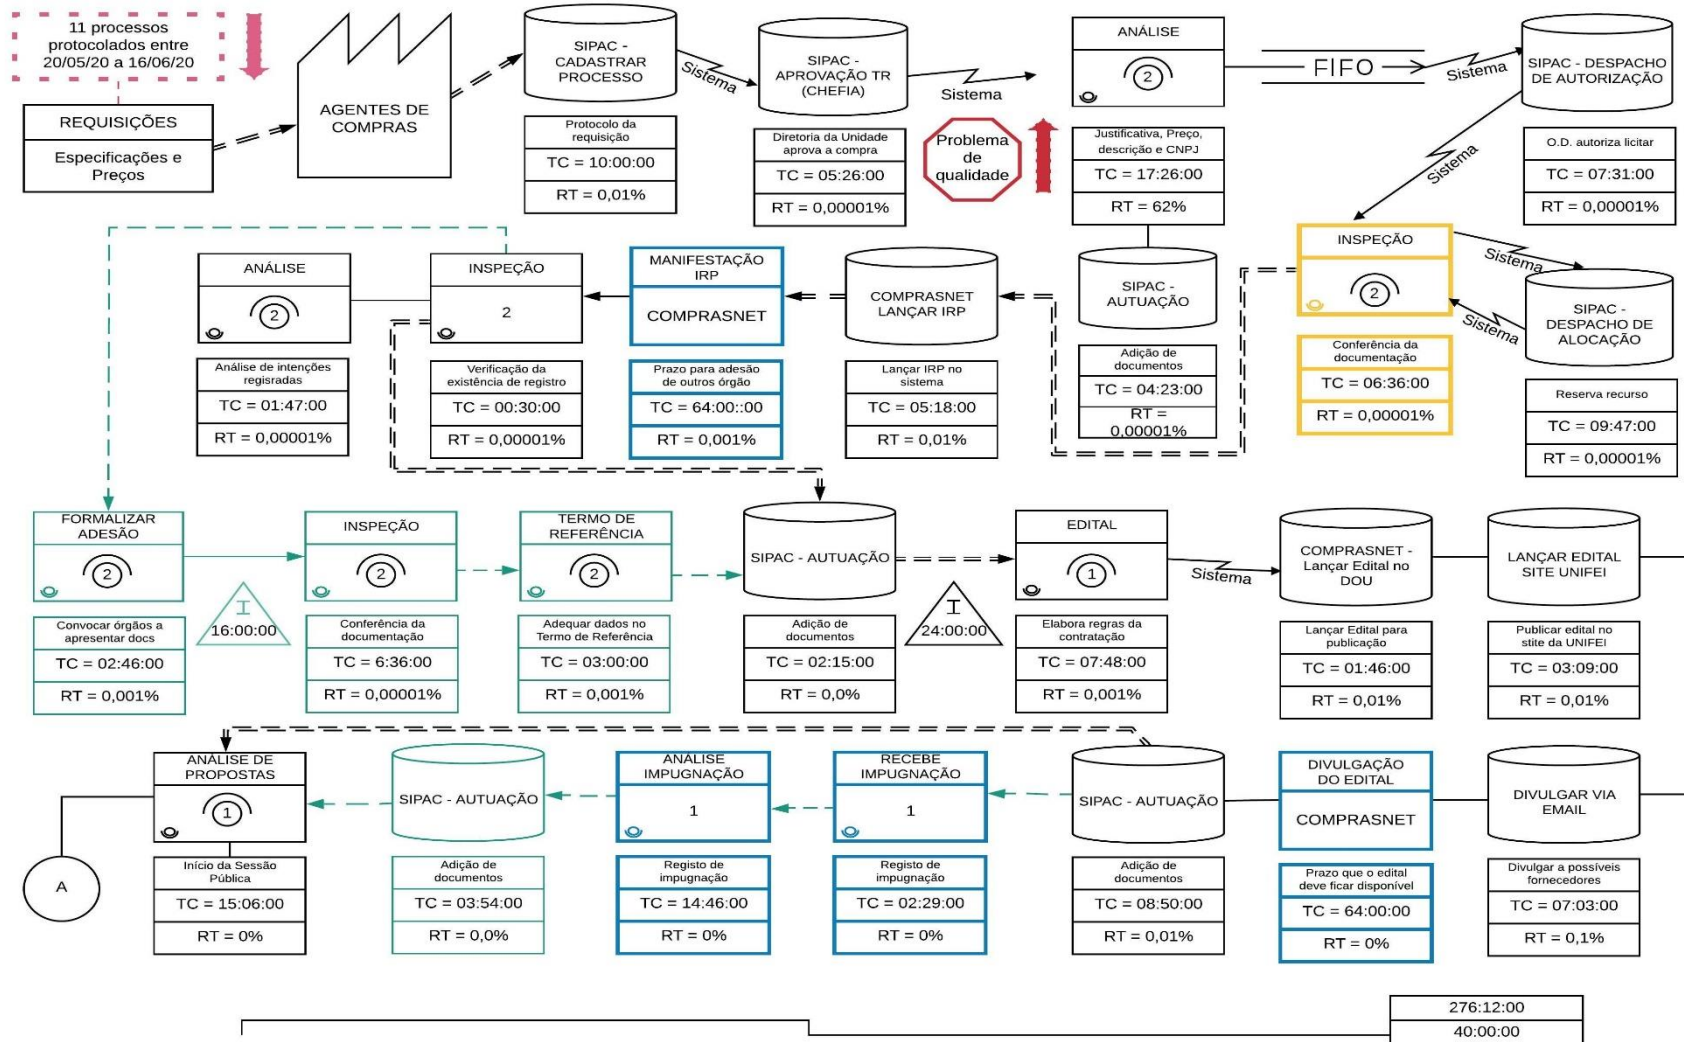 11 processos
protocolados entre
20/05/20 a 16/06/20
REQUISIÇÕES
Especificações e
Preços
AGENTES DE
COMPRAS
SIPAC -
CADASTRAR
PROCESSO
Protocolo da
requisição
TC = 10:00:00
RT = 0,01%
Sistema
SIPAC -
APROVAÇÃO TR
(CHEFIA)
Diretoria da Unidade
aprova a compra
TC = 05:26:00
RT = 0,00001%
Sistema
Problema
de
qualidade
ANÁLISE
2
Justificativa, Preço,
descrição e CNPJ
TC = 17:26:00
RT = 62%
FIFO
Sistema
SIPAC - DESPACHO
DE AUTORIZAÇÃO
O.D. autoriza licitar
TC = 07:31:00
RT = 0,00001%
Sistema
ANÁLISE
2
Análise de intenções
regisradas
TC = 01:47:00
RT = 0,00001%
INSPEÇÃO
2
Verificação da
existência de registro
TC = 00:30:00
RT = 0,00001%
MANIFESTAÇÃO
IRP
COMPRASNET
Prazo para adesão
de outros órgão
TC = 64:00::00
RT = 0,001%
COMPRASNET
LANÇAR IRP
Lançar IRP no
sistema
TC = 05:18:00
RT = 0,01%
SIPAC -
AUTUAÇÃO
Adição de
documentos
TC = 04:23:00
RT =
0,00001%
INSPEÇÃO
2
Conferência da
documentação
TC = 06:36:00
RT = 0,00001%
Sistema
Sistema
SIPAC -
DESPACHO DE
ALOCAÇÃO
Reserva recurso
TC = 09:47:00
RT = 0,00001%
FORMALIZAR
ADESÃO
2
Convocar órgãos a
apresentar docs
TC = 02:46:00
RT = 0,001%
I
16:00:00
INSPEÇÃO
2
Conferência da
documentação
TC = 6:36:00
RT = 0,00001%
TERMO DE
REFERÊNCIA
2
Adequar dados no
Termo de Referência
TC = 03:00:00
RT = 0,001%
SIPAC - AUTUAÇÃO
Adição de
documentos
TC = 02:15:00
RT = 0,0%
I
24:00:00
EDITAL
1
Elabora regras da
contratação
TC = 07:48:00
RT = 0,001%
Sistema
COMPRASNET -
Lançar Edital no
DOU
Lançar Edital para
publicação
TC = 01:46:00
RT = 0,01%
LANÇAR EDITAL
SITE UNIFEI
Publicar edital no
stite da UNIFEI
TC = 03:09:00
RT = 0,01%
A
ANÁLISE DE
PROPOSTAS
1
Início da Sessão
Pública
TC = 15:06:00
RT = 0%
SIPAC - AUTUAÇÃO
Adição de
documentos
TC = 03:54:00
RT = 0,0%
ANÁLISE
IMPUGNAÇÃO
1
Registo de
impugnação
TC = 14:46:00
RT = 0%
RECEBE
IMPUGNAÇÃO
1
Registo de
impugnação
TC = 02:29:00
RT = 0%
SIPAC - AUTUAÇÃO
Adição de
documentos
TC = 08:50:00
RT = 0,01%
DIVULGAÇÃO
DO EDITAL
COMPRASNET
Prazo que o edital
deve ficar disponível
TC = 64:00:00
RT = 0%
DIVULGAR VIA
EMAIL
Divulgar a possíveis
fornecedores
TC = 07:03:00
RT = 0,1%
276:12:00
40:00:00